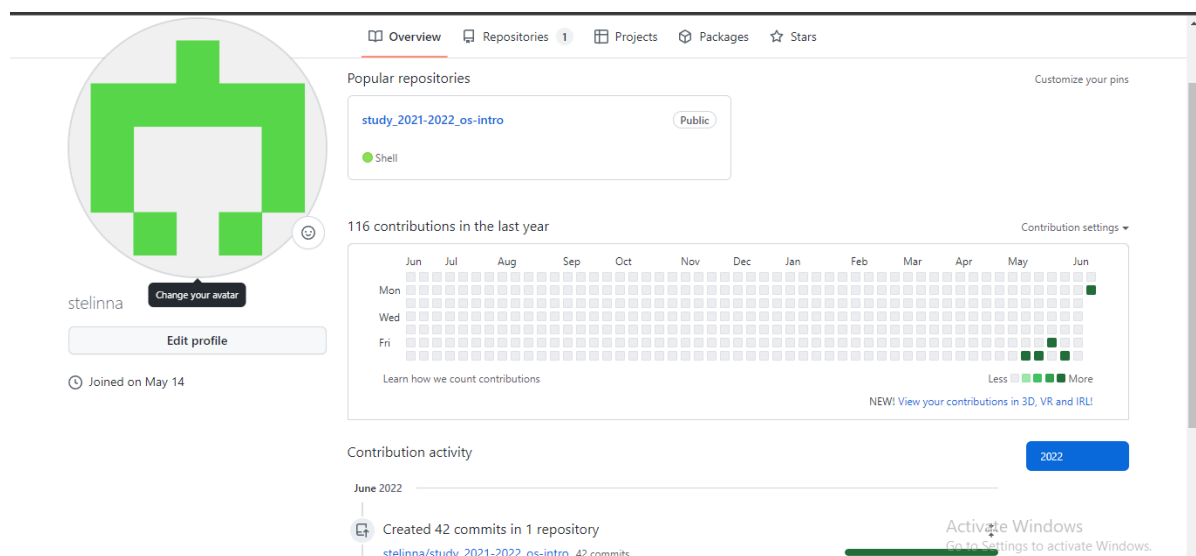 Overview Repositories 1 Projects Packages Stars
Popular repositories Customize your pins
study_2021-2022_os-intro Public
Shell
116 contributions in the last year Contribution settings
Jun Jul Aug Sep Oct Nov Dec Jan Feb Mar Apr May Jun
Mon
Wed
Fri
Learn how we count contributions Less More
NEW! View your contributions in 3D, VR and IRL!
Change your avatar
stelinna
Edit profile
Joined on May 14
Contribution activity 2022
June 2022
Created 42 commits in 1 repository
stelinna/study_2021-2022_os-intro 42 commits
Activate Windows
Go to Settings to activate Windows.